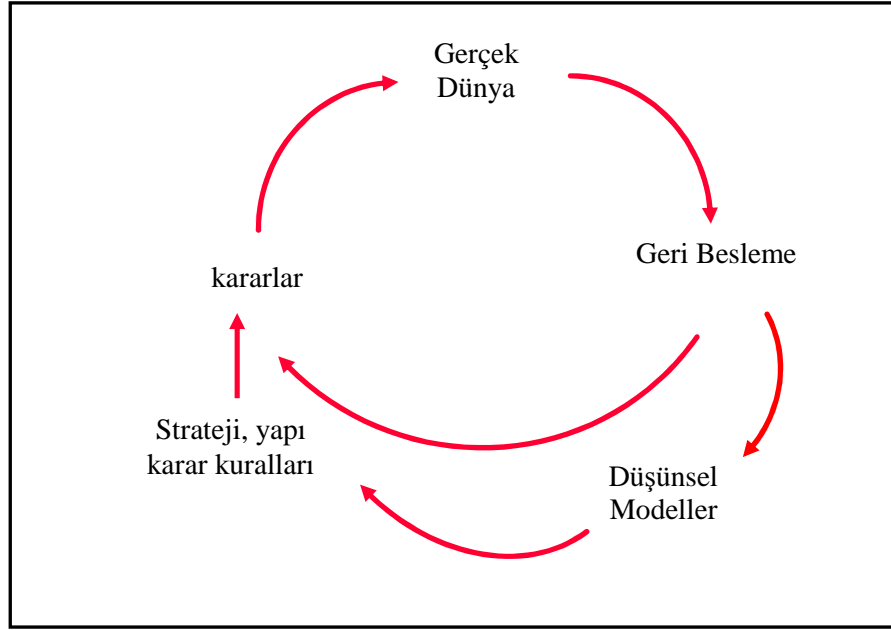 Gerçek
Dünya
Geri Besleme
kararlar
Strateji, yapı
karar kuralları
Düşünsel
Modeller